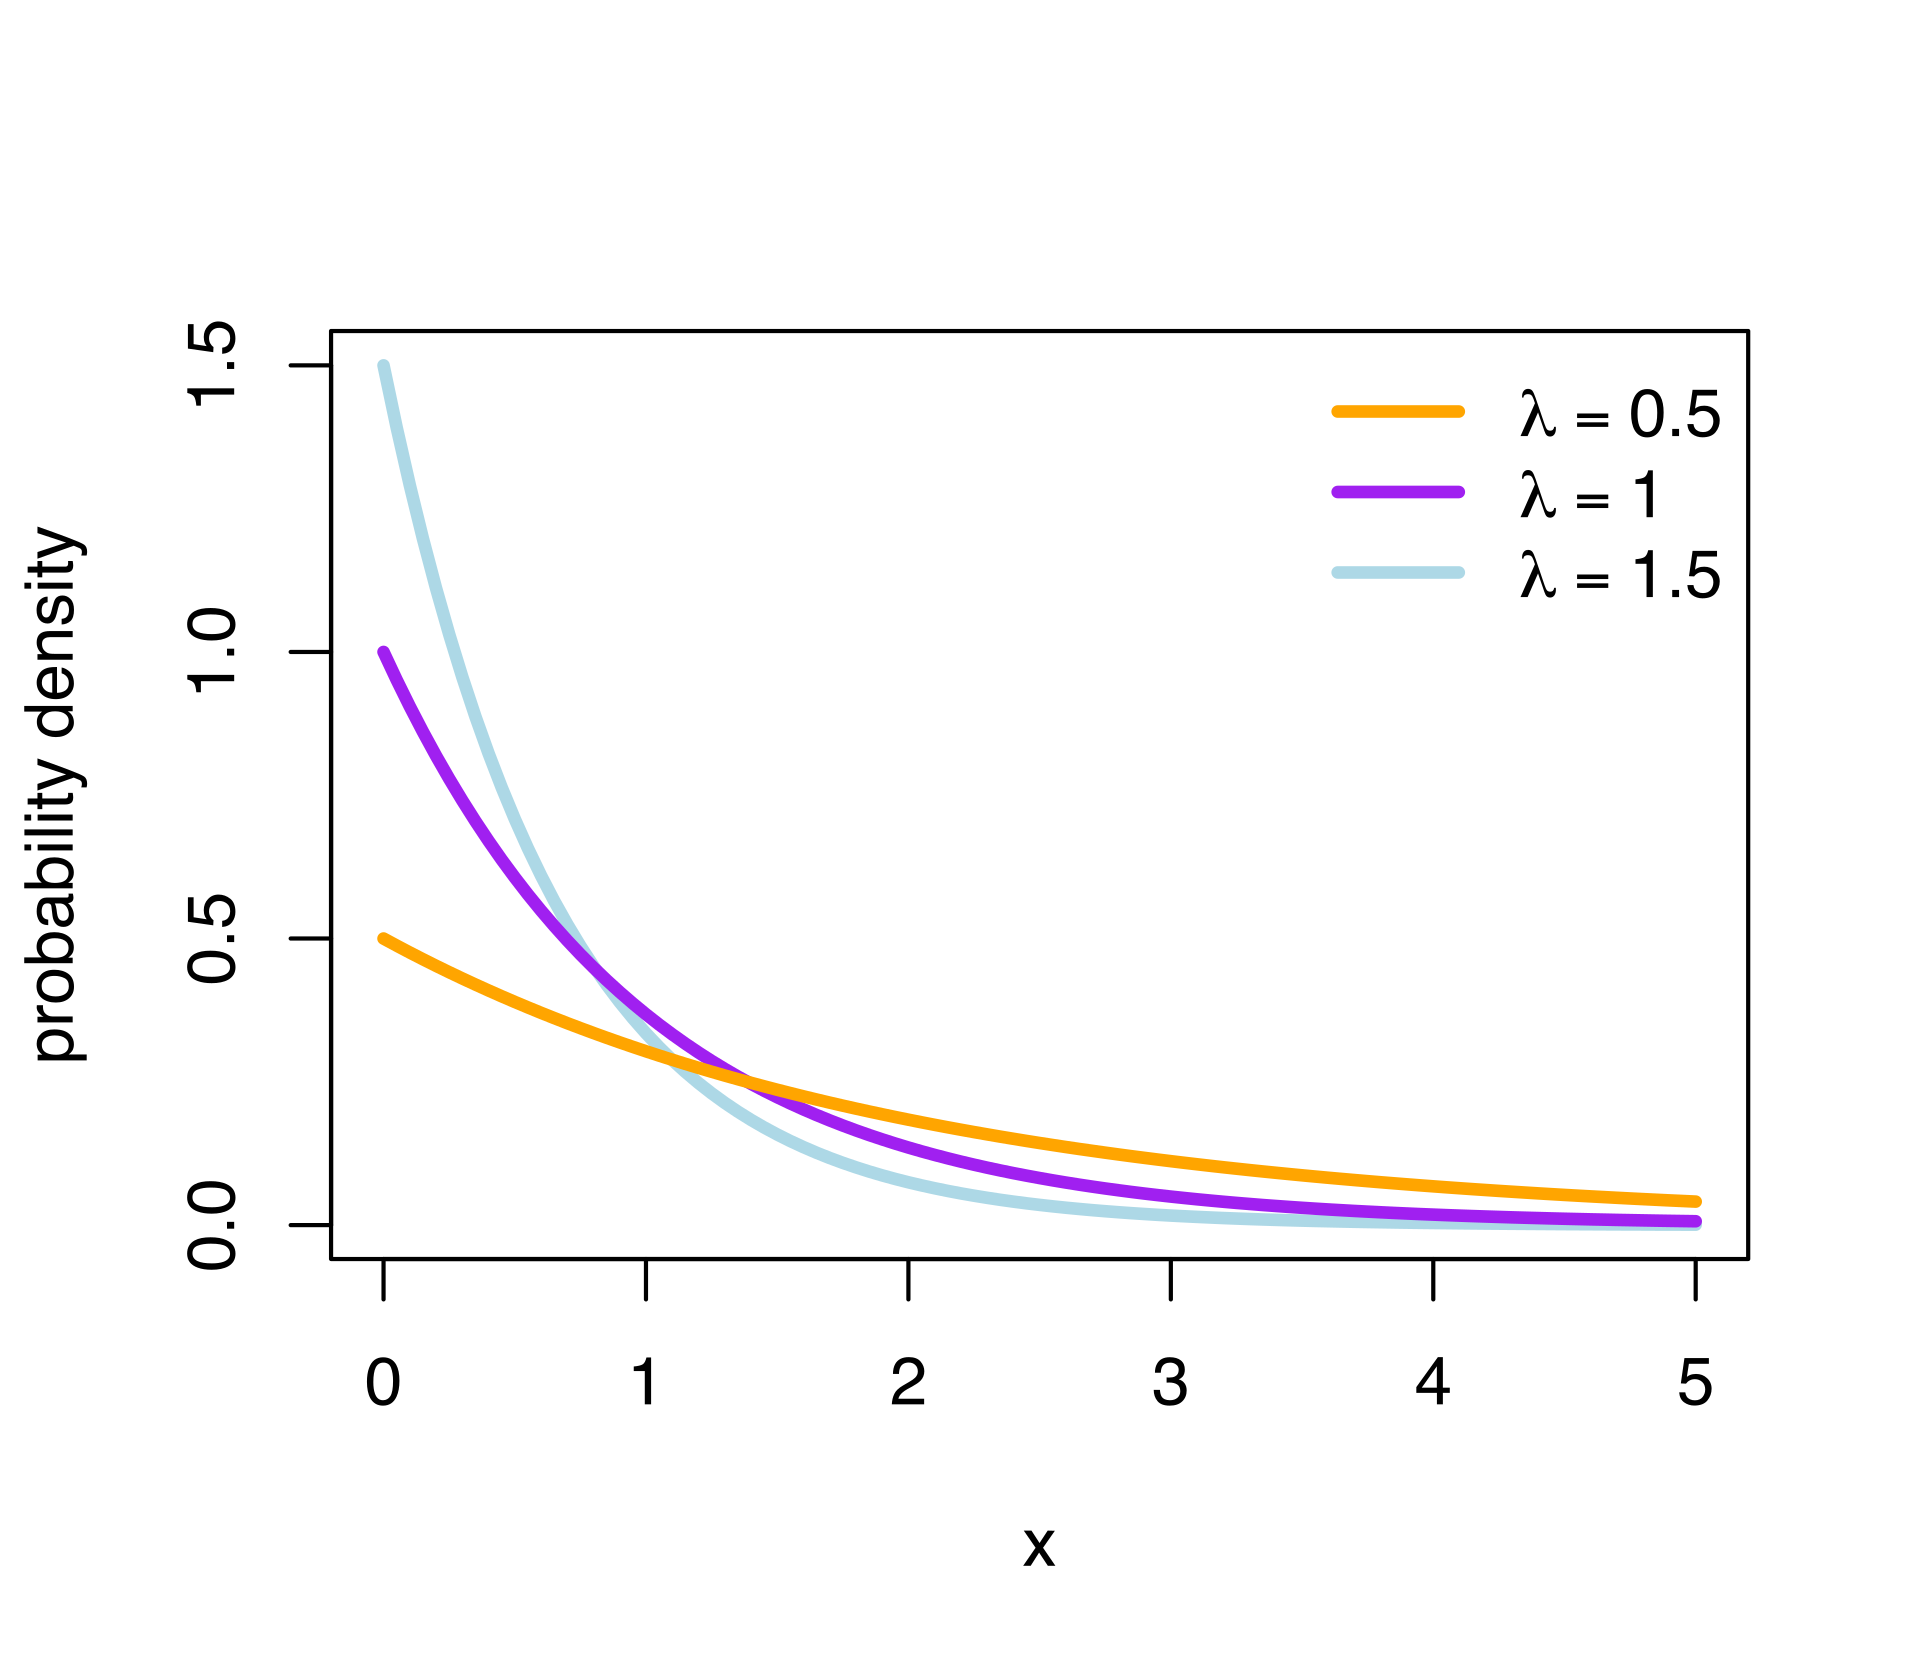 λ = 0.5
λ = 1
λ = 1.5
probability density
1.5
1.0
0.5
0.0
0 1 2 3 4 5
x